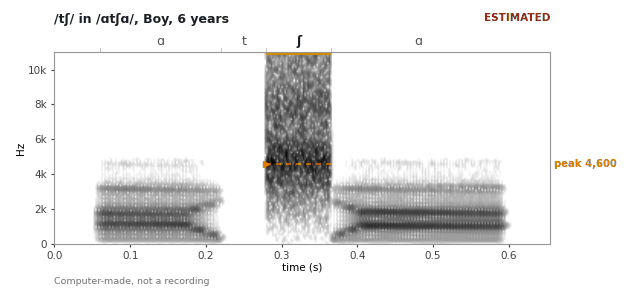 /tʃ/ in /ɑtʃɑ/, Boy, 6 years
ESTIMATED
ɑ t ʃ ɑ
10k
8k
6k
4k
2k
0
Hz
peak 4,600
0.0 0.1 0.2 0.3 0.4 0.5 0.6
time (s)
Computer-made, not a recording